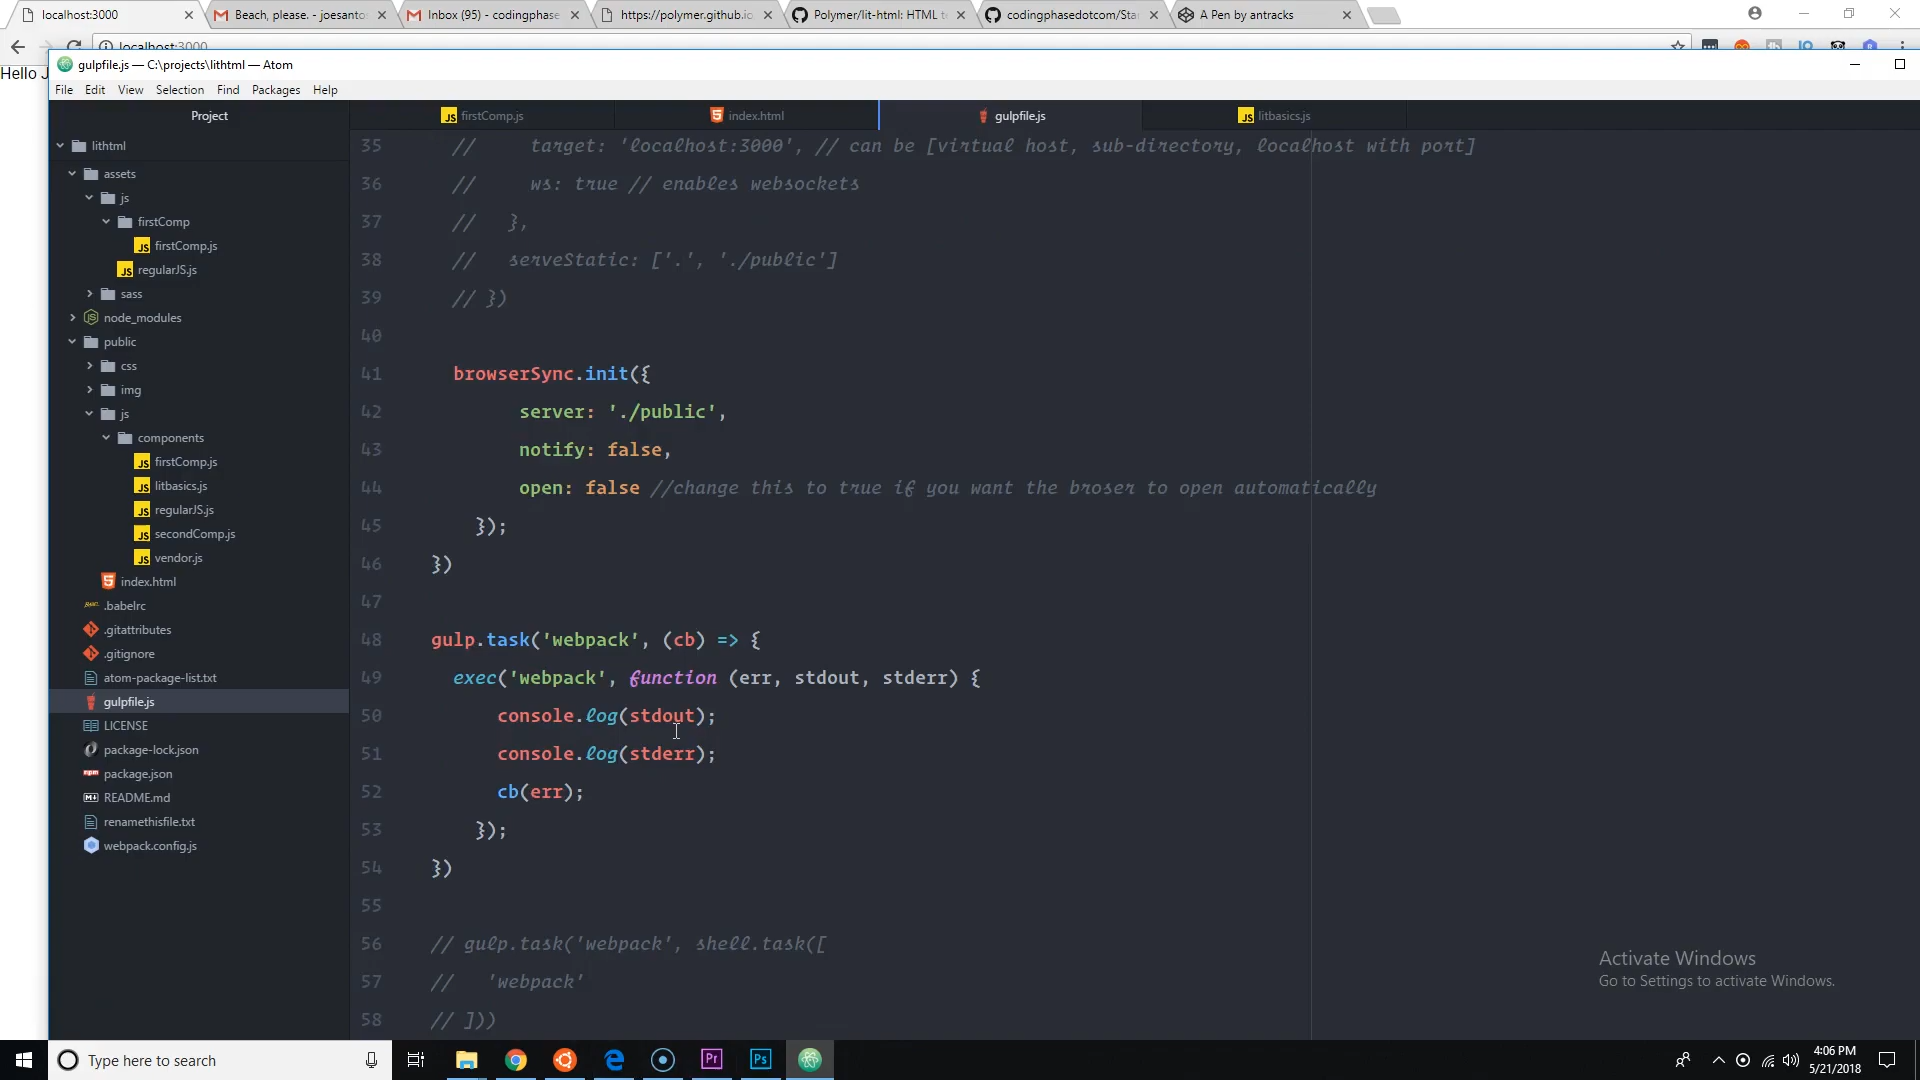 localhost:3000
Beach, please. - joesanto
Inbox (95) - codingphase
https://polymer.github.io
Polymer/lit-html: HTML te
codingphasedotcom/Sta
A Pen by antracks
localhost:3000
Hello J
gulpfile.js — C:\projects\lithtml — Atom
File Edit View Selection Find Packages Help
Project
firstComp.js
index.html
gulpfile.js
litbasics.js
lithtml
assets
js
firstComp
firstComp.js
regularJS.js
sass
node_modules
public
css
img
js
components
firstComp.js
litbasics.js
regularJS.js
secondComp.js
vendor.js
index.html
.babelrc
.gitattributes
.gitignore
atom-package-list.txt
gulpfile.js
LICENSE
package-lock.json
package.json
README.md
renamethisfile.txt
webpack.config.js
35 //     target: 'localhost:3000', // can be [virtual host, sub-directory, localhost with port]
36 //     ws: true // enables websockets
37 //   },
38 //   serveStatic: ['.', './public']
39 // })
40
41 browserSync.init({
42 server: './public',
43 notify: false,
44 open: false //change this to true if you want the broser to open automatically
45 });
46 })
47
48 gulp.task('webpack', (cb) => {
49 exec('webpack', function (err, stdout, stderr) {
50 console.log(stdout);
51 console.log(stderr);
52 cb(err);
53 });
54 })
55
56 // gulp.task('webpack', shell.task([
57 //   'webpack'
58 // ]))
Activate Windows
Go to Settings to activate Windows.
Type here to search
4:06 PM
5/21/2018